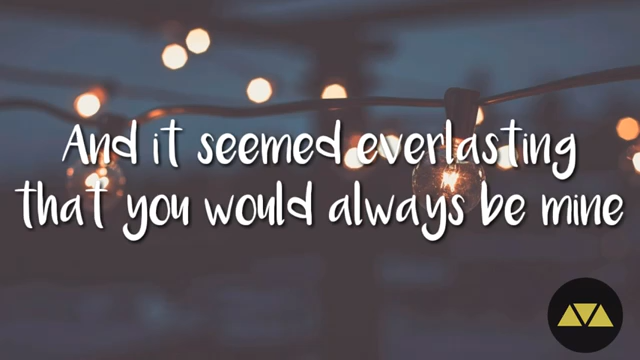 And it seemed everlasting
that you would always be mine